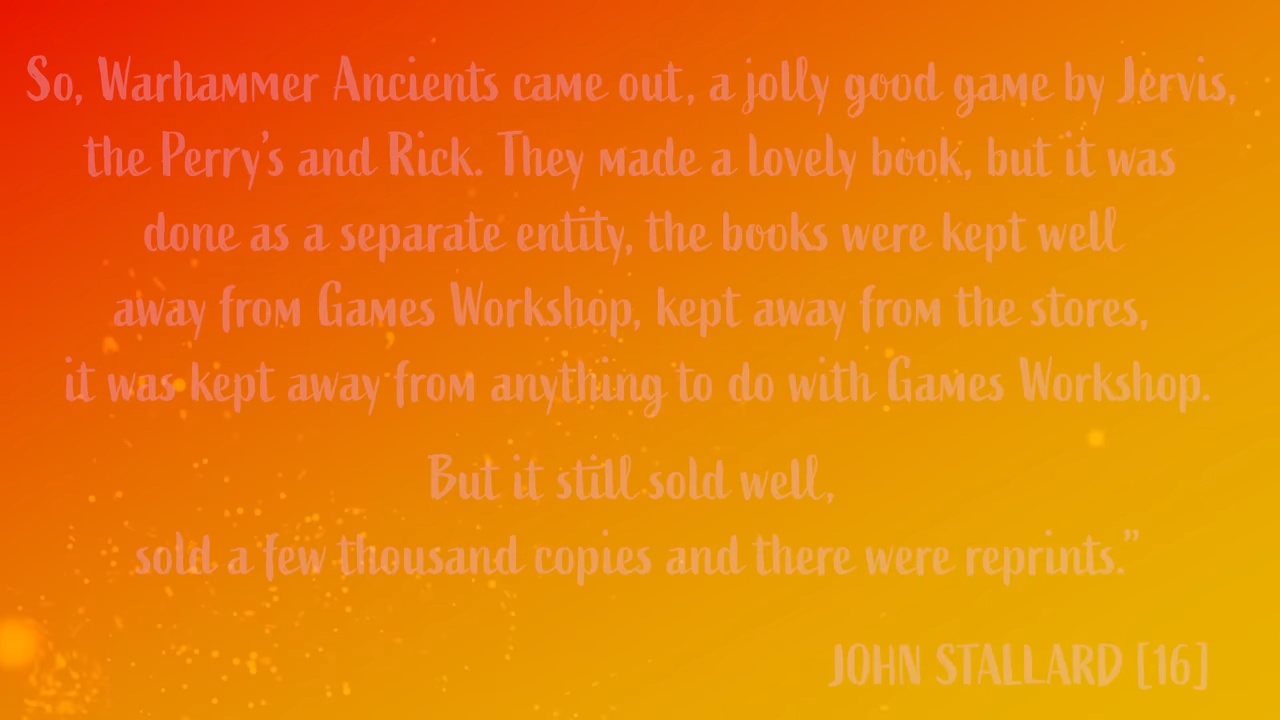 So, Warhammer Ancients came out, a jolly good game by Jervis,
the Perry’s and Rick. They made a lovely book, but it was
done as a separate entity, the books were kept well
away from Games Workshop, kept away from the stores,
it was kept away from anything to do with Games Workshop.
But it still sold well,
sold a few thousand copies and there were reprints.”
JOHN STALLARD [16]